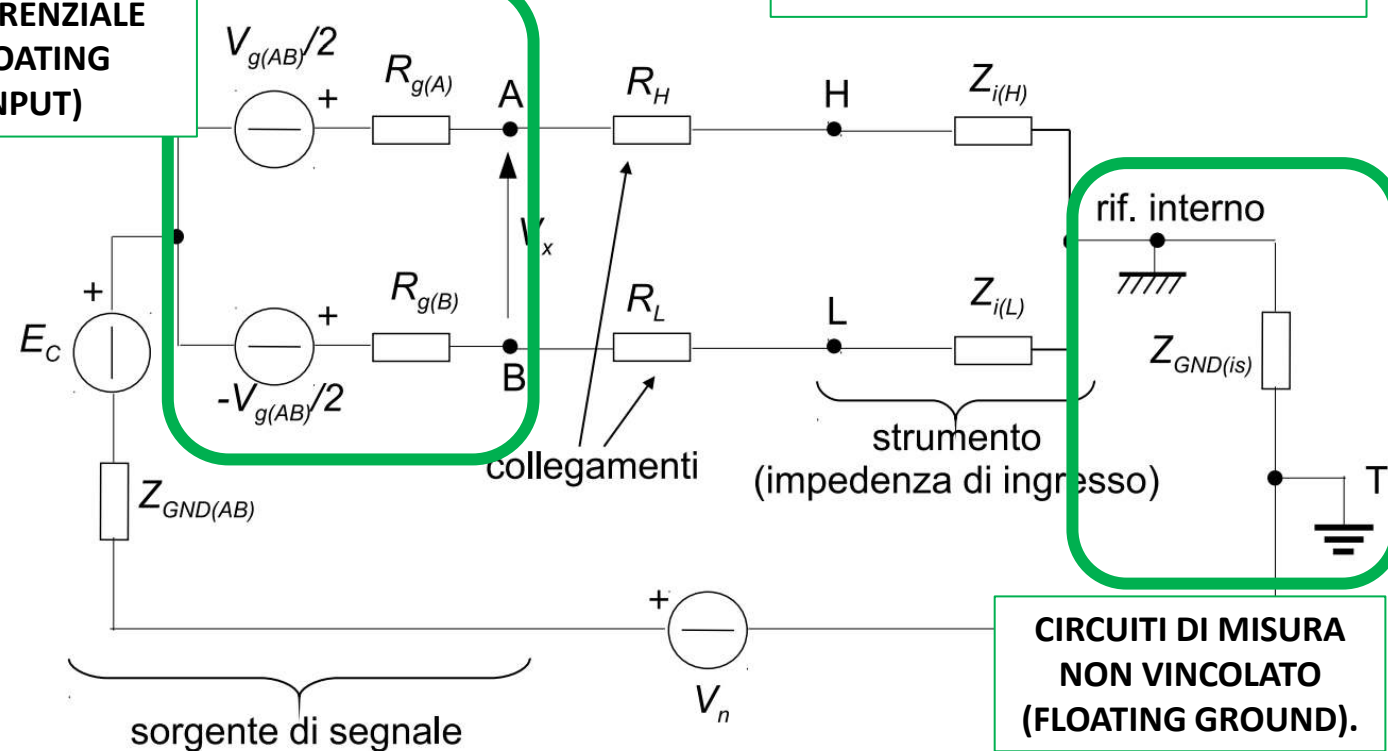 RENZIALE
OATING
NPUT)
V_g(AB)/2
+
R_g(A)
A
R_H
H
Z_i(H)
rif. interno
V_x
+
E_C
+
R_g(B)
B
R_L
L
Z_i(L)
Z_GND(is)
-V_g(AB)/2
collegamenti
strumento
(impedenza di ingresso)
T
Z_GND(AB)
+
V_n
CIRCUITI DI MISURA
NON VINCOLATO
(FLOATING GROUND).
sorgente di segnale